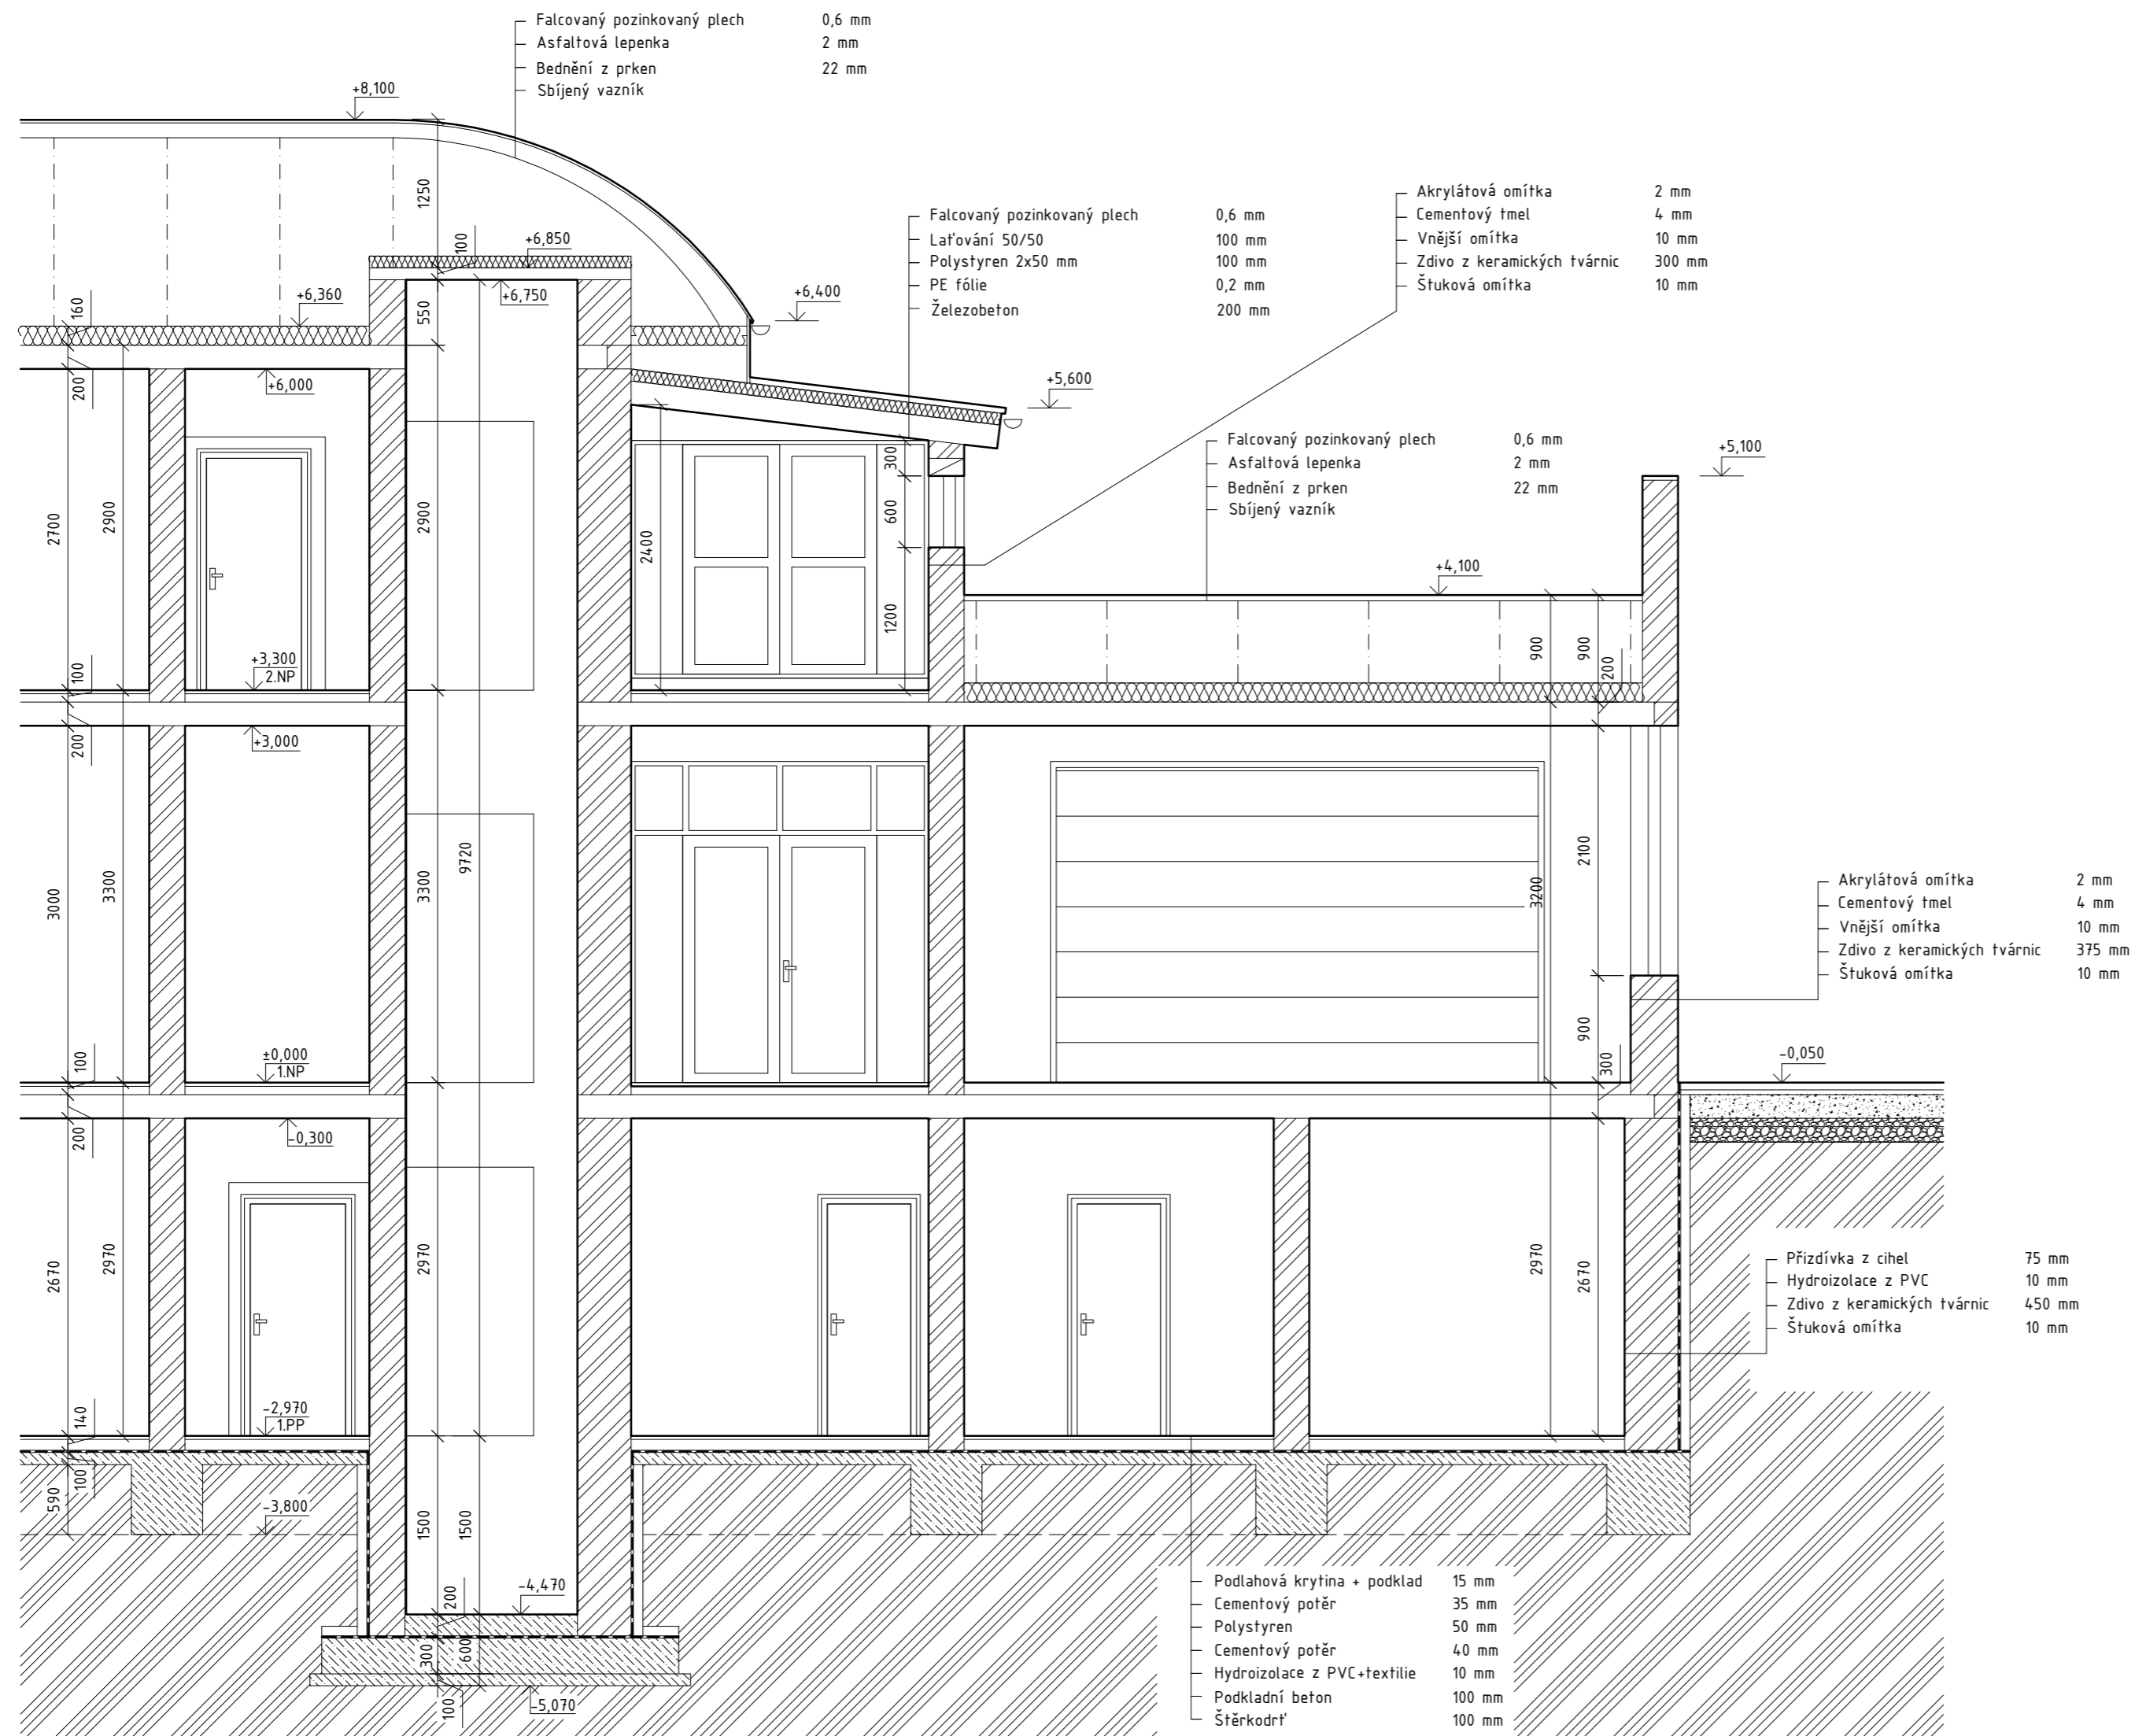 Falcovaný pozinkovaný plech 0,6 mm
Asfaltová lepenka 2 mm
Bednění z prken 22 mm
Sbíjený vazník
+8,100
1250
Akrylátová omítka 2 mm
Cementový tmel 4 mm
Vnější omítka 10 mm
Zdivo z keramických tvárnic 300 mm
Štuková omítka 10 mm
Falcovaný pozinkovaný plech 0,6 mm
Laťování 50/50 100 mm
Polystyren 2x50 mm 100 mm
PE fólie 0,2 mm
Železobeton 200 mm
100
+6,850
+6,750
+6,360
+6,400
160
550
200
+6,000
+5,600
Falcovaný pozinkovaný plech 0,6 mm
Asfaltová lepenka 2 mm
Bednění z prken 22 mm
Sbíjený vazník
+5,100
300
600
1200
2700
2900
2900
2400
+4,100
900
900
200
100
+3,300
2.NP
200
+3,000
3000
3300
3300
9720
3200
2100
900
300
Akrylátová omítka 2 mm
Cementový tmel 4 mm
Vnější omítka 10 mm
Zdivo z keramických tvárnic 375 mm
Štuková omítka 10 mm
100
±0,000
1.NP
-0,050
200
-0,300
2670
2970
2970
2970
2670
Přizdívka z cihel 75 mm
Hydroizolace z PVC 10 mm
Zdivo z keramických tvárnic 450 mm
Štuková omítka 10 mm
140
-2,970
1.PP
100
590
-3,800
1500
1500
200
-4,470
300
600
100
-5,070
Podlahová krytina + podklad 15 mm
Cementový potěr 35 mm
Polystyren 50 mm
Cementový potěr 40 mm
Hydroizolace z PVC+textilie 10 mm
Podkladní beton 100 mm
Štěrkodrť 100 mm